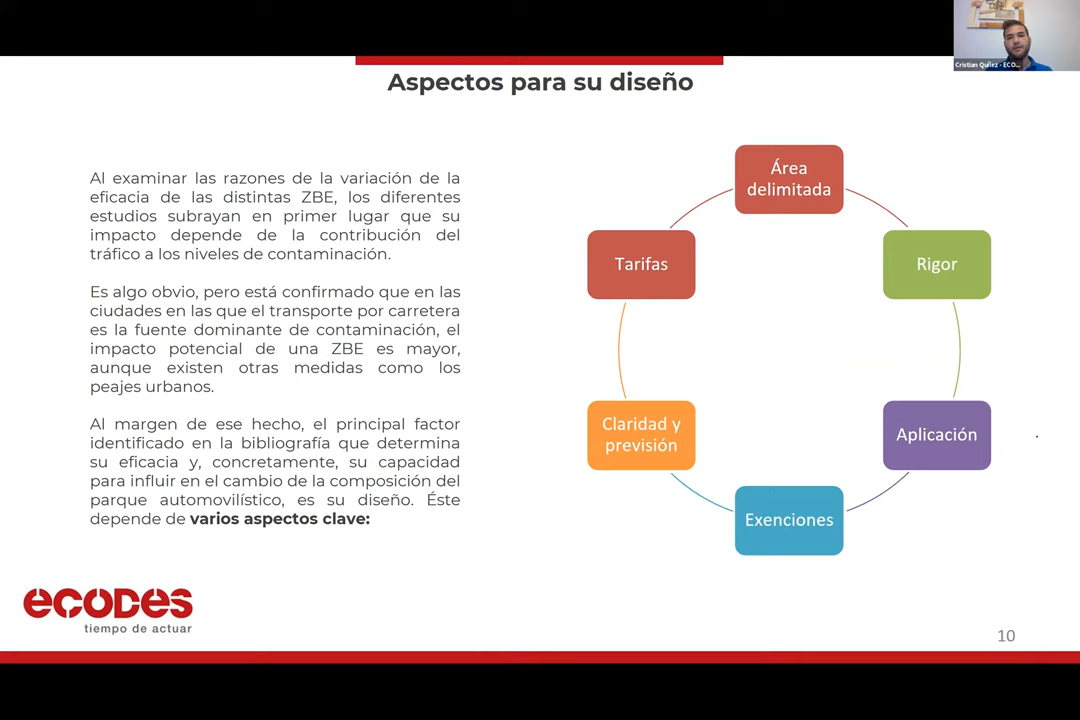 Cristian Quílez - ECO...
Aspectos para su diseño
Al examinar las razones de la variación de la
eficacia de las distintas ZBE, los diferentes
estudios subrayan en primer lugar que su
impacto depende de la contribución del
tráfico a los niveles de contaminación.
Es algo obvio, pero está confirmado que en las
ciudades en las que el transporte por carretera
es la fuente dominante de contaminación, el
impacto potencial de una ZBE es mayor,
aunque existen otras medidas como los
peajes urbanos.
Al margen de ese hecho, el principal factor
identificado en la bibliografía que determina
su eficacia y, concretamente, su capacidad
para influir en el cambio de la composición del
parque automovilístico, es su diseño. Éste
depende de varios aspectos clave:
Área
delimitada
Rigor
Aplicación
Exenciones
Claridad y
previsión
Tarifas
ecodes
tiempo de actuar
10